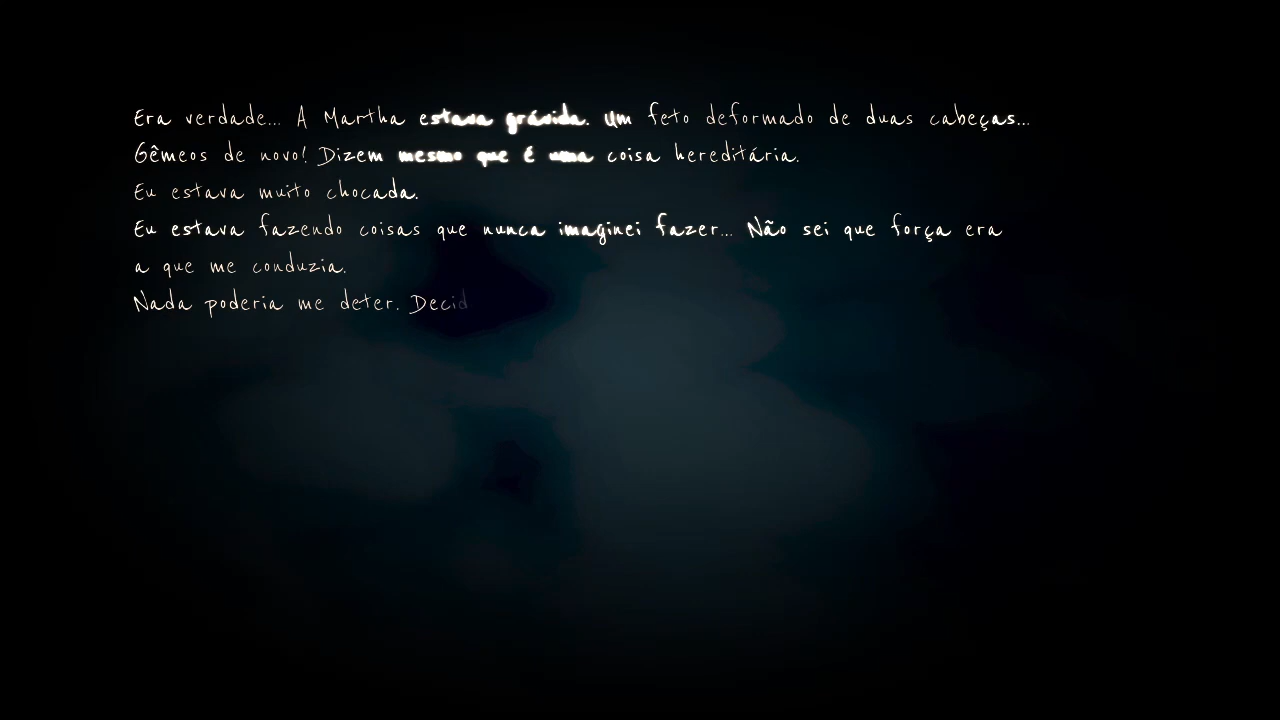 Era verdade... A Martha estava grávida. Um feto deformado de duas cabeças...
Gêmeos de novo! Dizem mesmo que é uma coisa hereditária.
Eu estava muito chocada.
Eu estava fazendo coisas que nunca imaginei fazer... Não sei que força era
a que me conduzia.
Nada poderia me deter. Decid